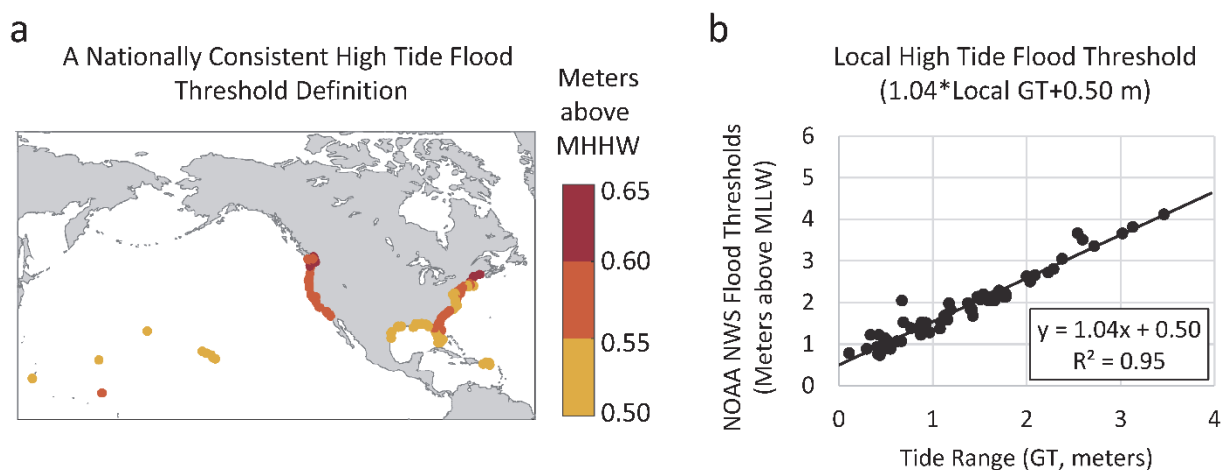 a
A Nationally Consistent High Tide Flood
Threshold Definition
Meters
above
MHHW
0.65
0.60
0.55
0.50
b
Local High Tide Flood Threshold
(1.04*Local GT+0.50 m)
NOAA NWS Flood Thresholds
(Meters above MLLW)
6
5
4
3
2
1
0
y = 1.04x + 0.50
R² = 0.95
0 1 2 3 4
Tide Range (GT, meters)